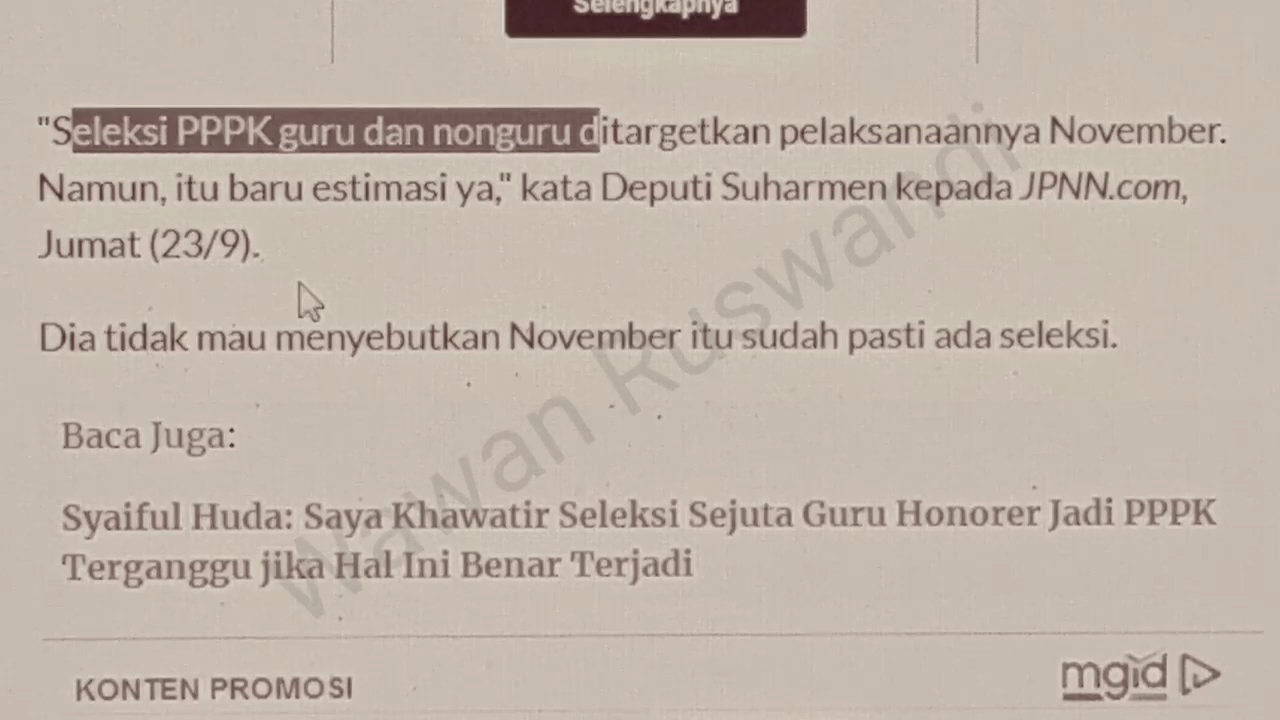 Selengkapnya
"Seleksi PPPK guru dan nonguru ditargetkan pelaksanaannya November.
Namun, itu baru estimasi ya," kata Deputi Suharmen kepada JPNN.com,
Jumat (23/9).
Dia tidak mau menyebutkan November itu sudah pasti ada seleksi.
Wawan Ruswandi
Baca Juga:
Syaiful Huda: Saya Khawatir Seleksi Sejuta Guru Honorer Jadi PPPK
Terganggu jika Hal Ini Benar Terjadi
KONTEN PROMOSI
mgid